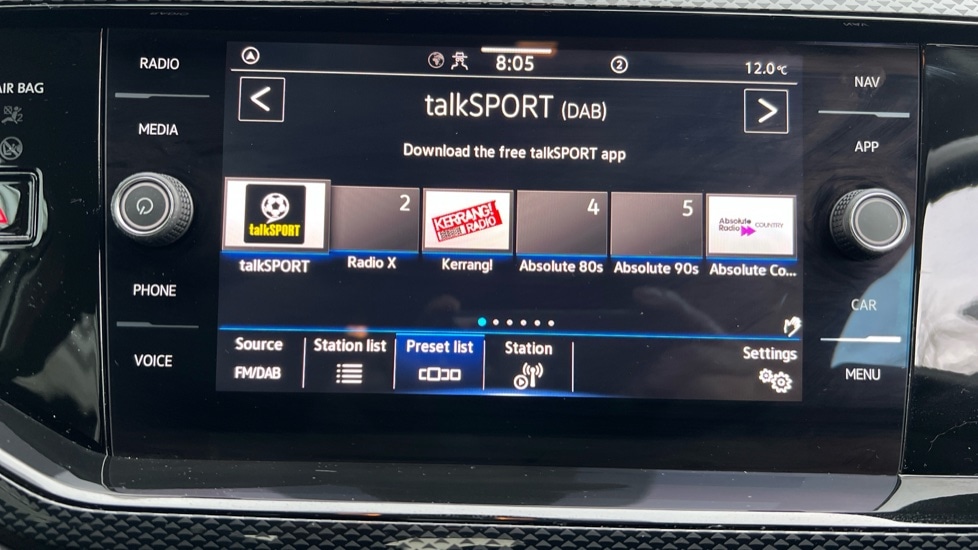 RADIO
MEDIA
PHONE
VOICE
AIR BAG
8:05
2
12.0°C
talkSPORT (DAB)
Download the free talkSPORT app
talkSPORT
2
KERRANG! RADIO
4
5
Absolute Radio COUNTRY
talkSPORT
Radio X
Kerrang!
Absolute 80s
Absolute 90s
Absolute Co...
Source
FM/DAB
Station list
Preset list
Station
Settings
NAV
APP
CAR
MENU